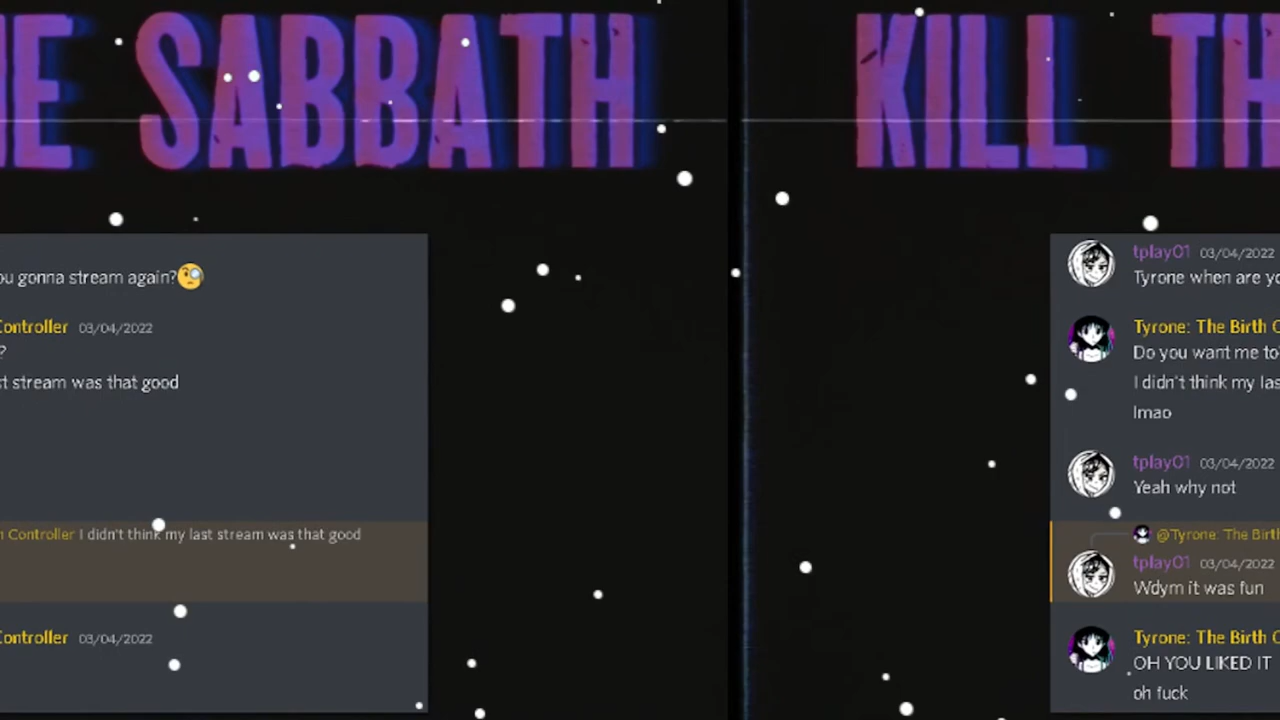 HE SABBATH
ou gonna stream again?🧐
Controller 03/04/2022
?
st stream was that good
n Controller I didn't think my last stream was that good
Controller 03/04/2022
KILL TH
tplay01 03/04/2022
Tyrone when are yo
Tyrone: The Birth C
Do you want me to
I didn't think my las
lmao
tplay01 03/04/2022
Yeah why not
@Tyrone: The Birth
tplay01 03/04/2022
Wdym it was fun
Tyrone: The Birth C
OH YOU LIKED IT
oh fuck